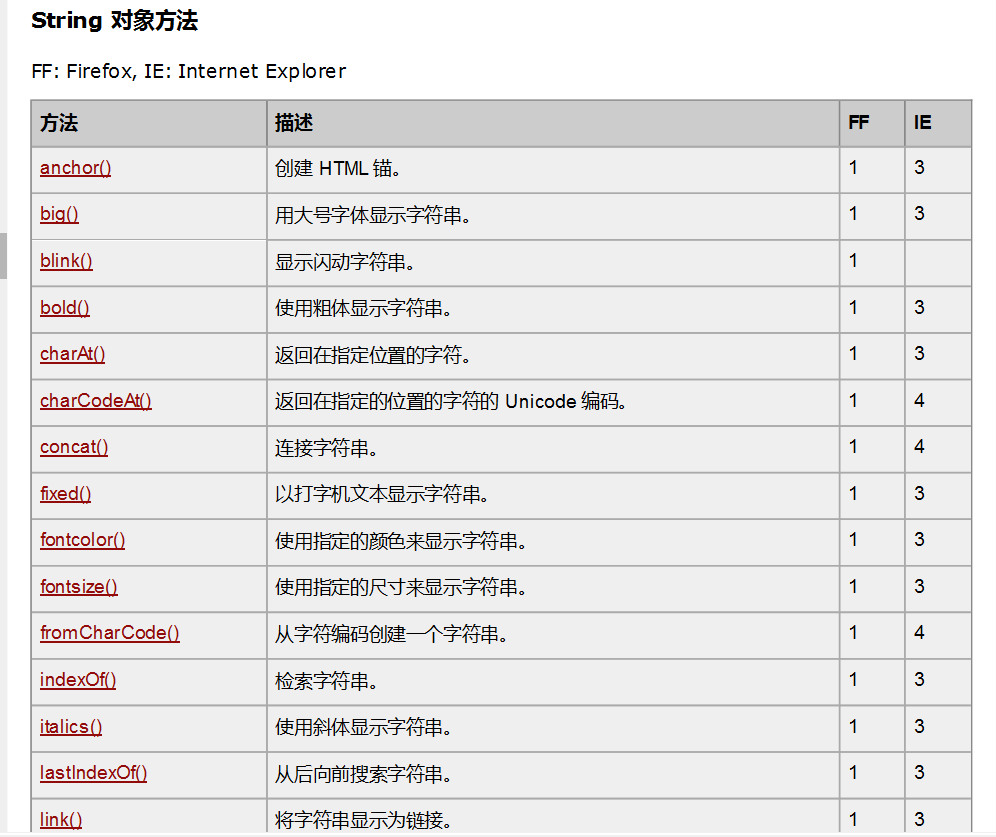 String 对象方法
FF: Firefox, IE: Internet Explorer
方法 描述 FF IE
anchor() 创建 HTML 锚。 1 3
big() 用大号字体显示字符串。 1 3
blink() 显示闪动字符串。 1
bold() 使用粗体显示字符串。 1 3
charAt() 返回在指定位置的字符。 1 3
charCodeAt() 返回在指定的位置的字符的 Unicode 编码。 1 4
concat() 连接字符串。 1 4
fixed() 以打字机文本显示字符串。 1 3
fontcolor() 使用指定的颜色来显示字符串。 1 3
fontsize() 使用指定的尺寸来显示字符串。 1 3
fromCharCode() 从字符编码创建一个字符串。 1 4
indexOf() 检索字符串。 1 3
italics() 使用斜体显示字符串。 1 3
lastIndexOf() 从后向前搜索字符串。 1 3
link() 将字符串显示为链接。 1 3